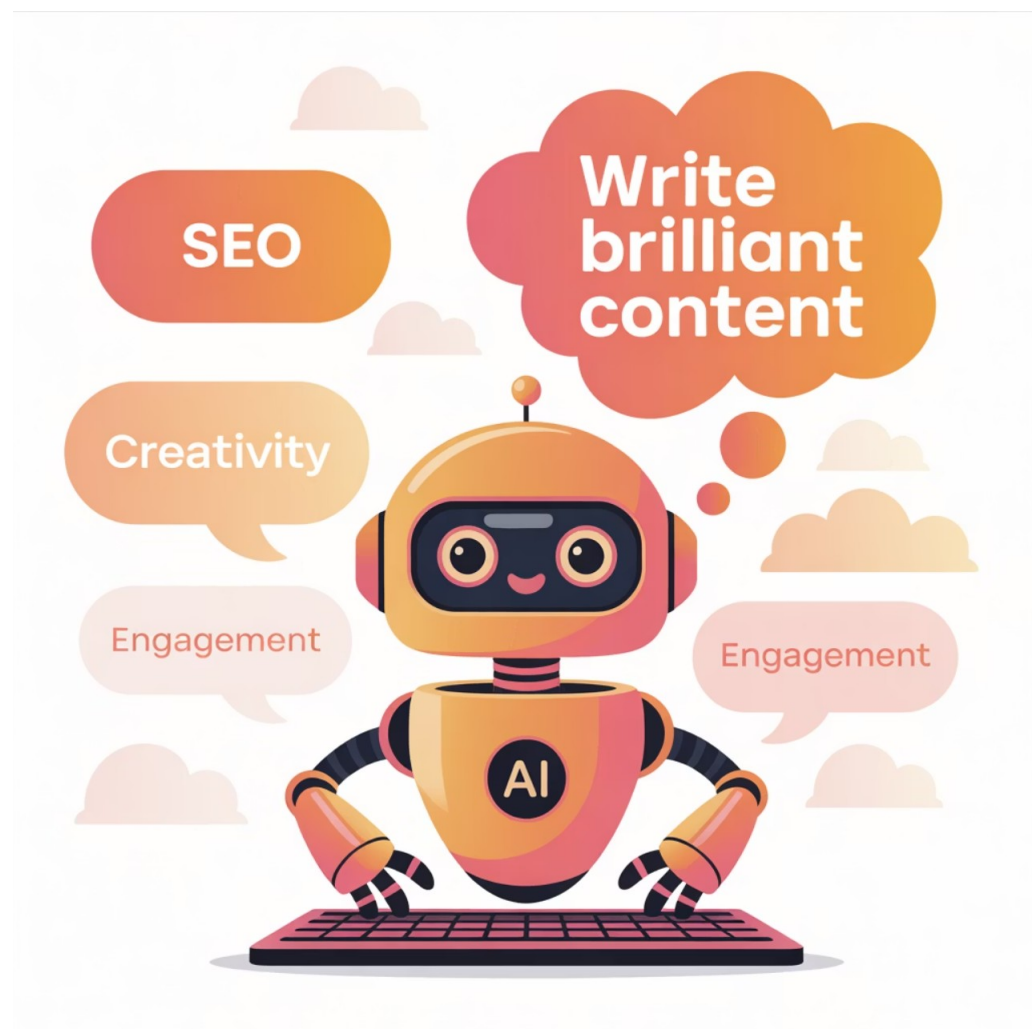 SEO
Write
brilliant
content
Creativity
Engagement
Engagement
AI